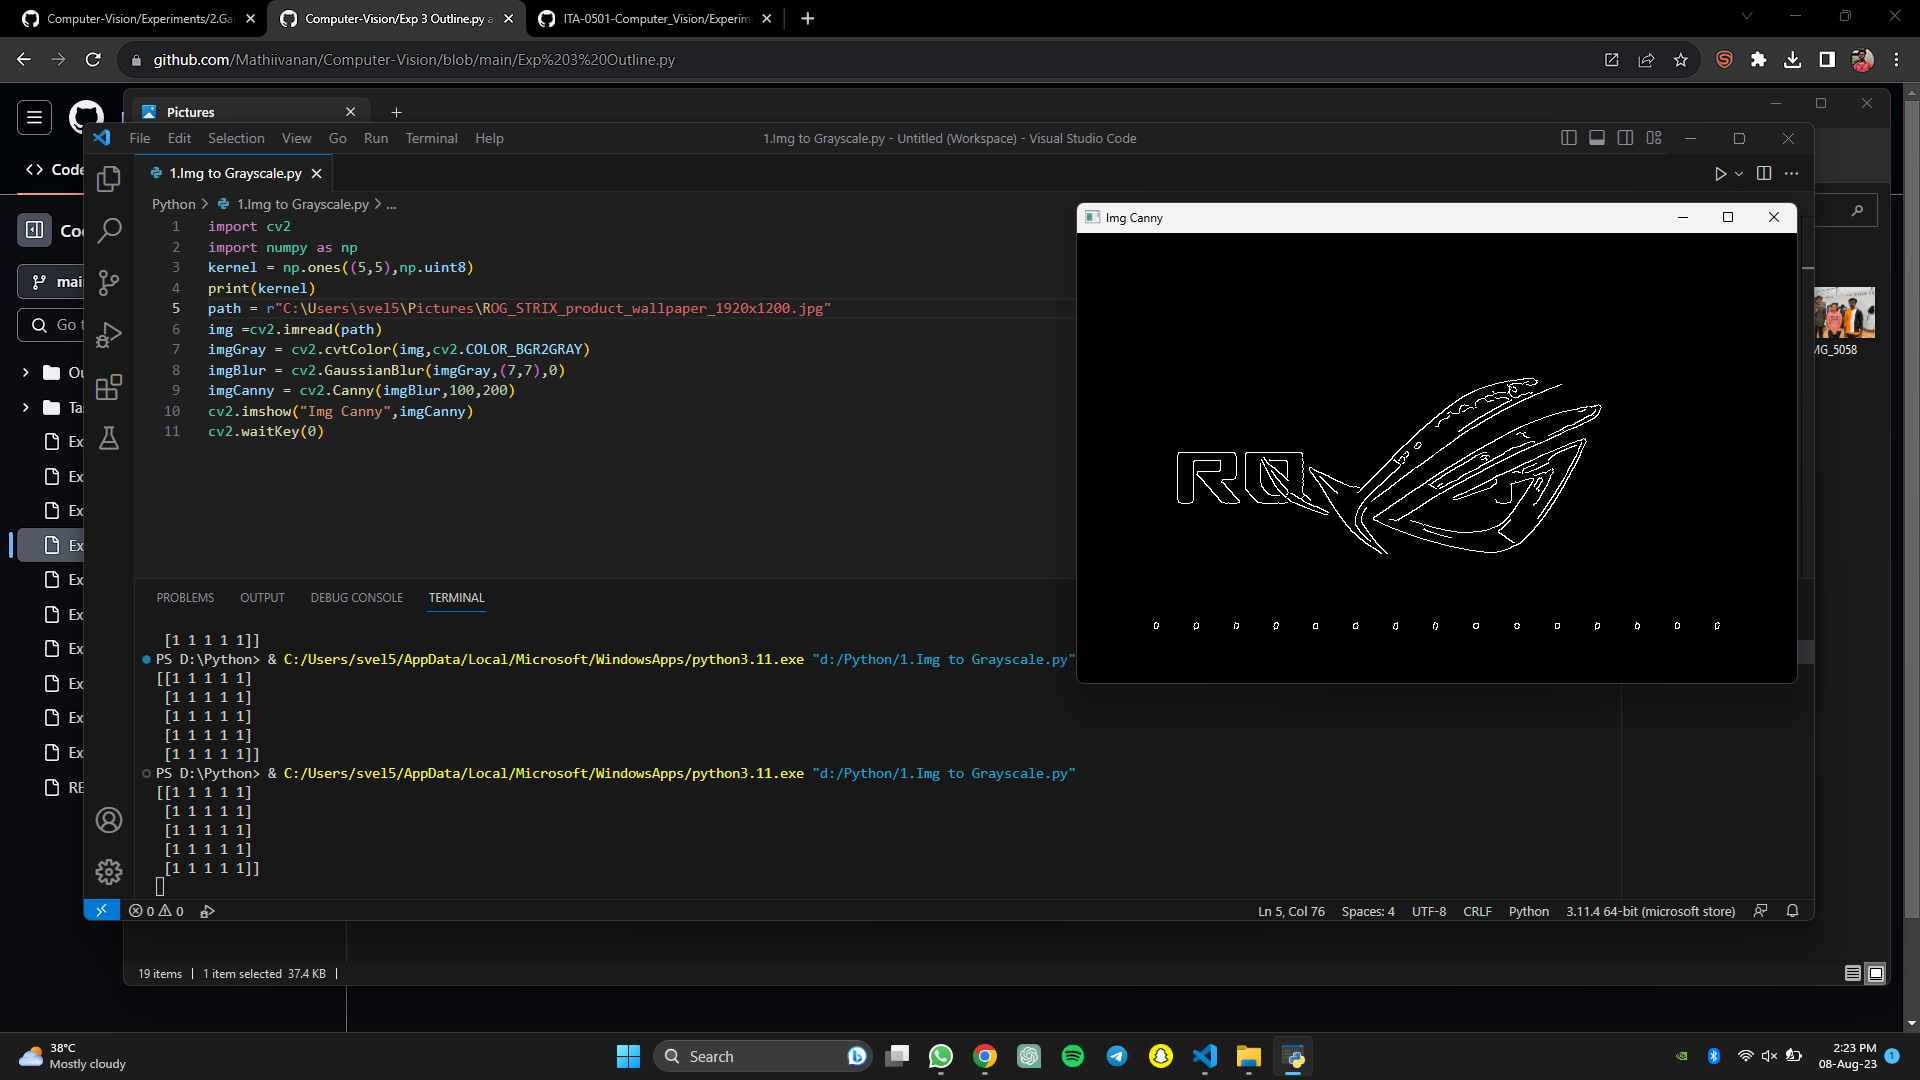 Computer-Vision/Experiments/2.Ga
Computer-Vision/Exp 3 Outline.py a
ITA-0501-Computer_Vision/Experim
github.com/Mathiivanan/Computer-Vision/blob/main/Exp%203%20Outline.py
Pictures
File Edit Selection View Go Run Terminal Help
1.Img to Grayscale.py - Untitled (Workspace) - Visual Studio Code
Code
1.Img to Grayscale.py
Python > 1.Img to Grayscale.py > ...
Co
mai
Go t
Ou
Ta
Ex
Ex
Ex
Ex
Ex
Ex
Ex
Ex
Ex
Ex
RE
1 import cv2
2 import numpy as np
3 kernel = np.ones((5,5),np.uint8)
4 print(kernel)
5 path = r"C:\Users\svel5\Pictures\ROG_STRIX_product_wallpaper_1920x1200.jpg"
6 img =cv2.imread(path)
7 imgGray = cv2.cvtColor(img,cv2.COLOR_BGR2GRAY)
8 imgBlur = cv2.GaussianBlur(imgGray,(7,7),0)
9 imgCanny = cv2.Canny(imgBlur,100,200)
10 cv2.imshow("Img Canny",imgCanny)
11 cv2.waitKey(0)
Img Canny
RO
MG_5058
PROBLEMS OUTPUT DEBUG CONSOLE TERMINAL
[1 1 1 1 1]]
PS D:\Python> & C:/Users/svel5/AppData/Local/Microsoft/WindowsApps/python3.11.exe "d:/Python/1.Img to Grayscale.py"
[[1 1 1 1 1]
[1 1 1 1 1]
[1 1 1 1 1]
[1 1 1 1 1]
[1 1 1 1 1]]
PS D:\Python> & C:/Users/svel5/AppData/Local/Microsoft/WindowsApps/python3.11.exe "d:/Python/1.Img to Grayscale.py"
[[1 1 1 1 1]
[1 1 1 1 1]
[1 1 1 1 1]
[1 1 1 1 1]
[1 1 1 1 1]]
0 0
Ln 5, Col 76 Spaces: 4 UTF-8 CRLF Python 3.11.4 64-bit (microsoft store)
19 items 1 item selected 37.4 KB
38°C
Mostly cloudy
Search
2:23 PM
08-Aug-23
1